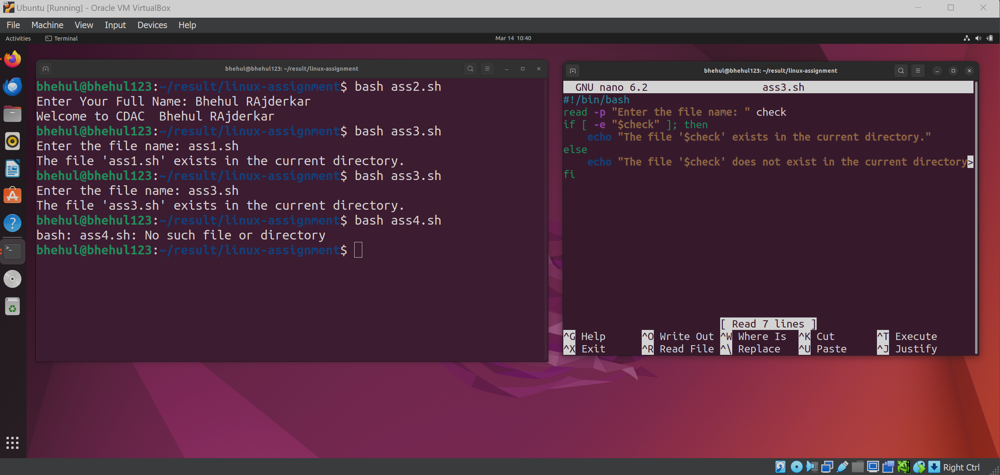 Ubuntu [Running] - Oracle VM VirtualBox
File Machine View Input Devices Help
Activities Terminal Mar 14 10:40
bhehul@bhehul123: ~/result/linux-assignment
bhehul@bhehul123:~/result/linux-assignment$ bash ass2.sh
Enter Your Full Name: Bhehul RAjderkar
Welcome to CDAC  Bhehul RAjderkar
bhehul@bhehul123:~/result/linux-assignment$ bash ass3.sh
Enter the file name: ass1.sh
The file 'ass1.sh' exists in the current directory.
bhehul@bhehul123:~/result/linux-assignment$ bash ass3.sh
Enter the file name: ass3.sh
The file 'ass3.sh' exists in the current directory.
bhehul@bhehul123:~/result/linux-assignment$ bash ass4.sh
bash: ass4.sh: No such file or directory
bhehul@bhehul123:~/result/linux-assignment$
bhehul@bhehul123: ~/result/linux-assignment
GNU nano 6.2 ass3.sh
#!/bin/bash
read -p "Enter the file name: " check
if [ -e "$check" ]; then
    echo "The file '$check' exists in the current directory."
else
    echo "The file '$check' does not exist in the current directory>
fi
[ Read 7 lines ]
^G Help ^O Write Out ^W Where Is ^K Cut ^T Execute
^X Exit ^R Read File ^\ Replace ^U Paste ^J Justify
Right Ctrl